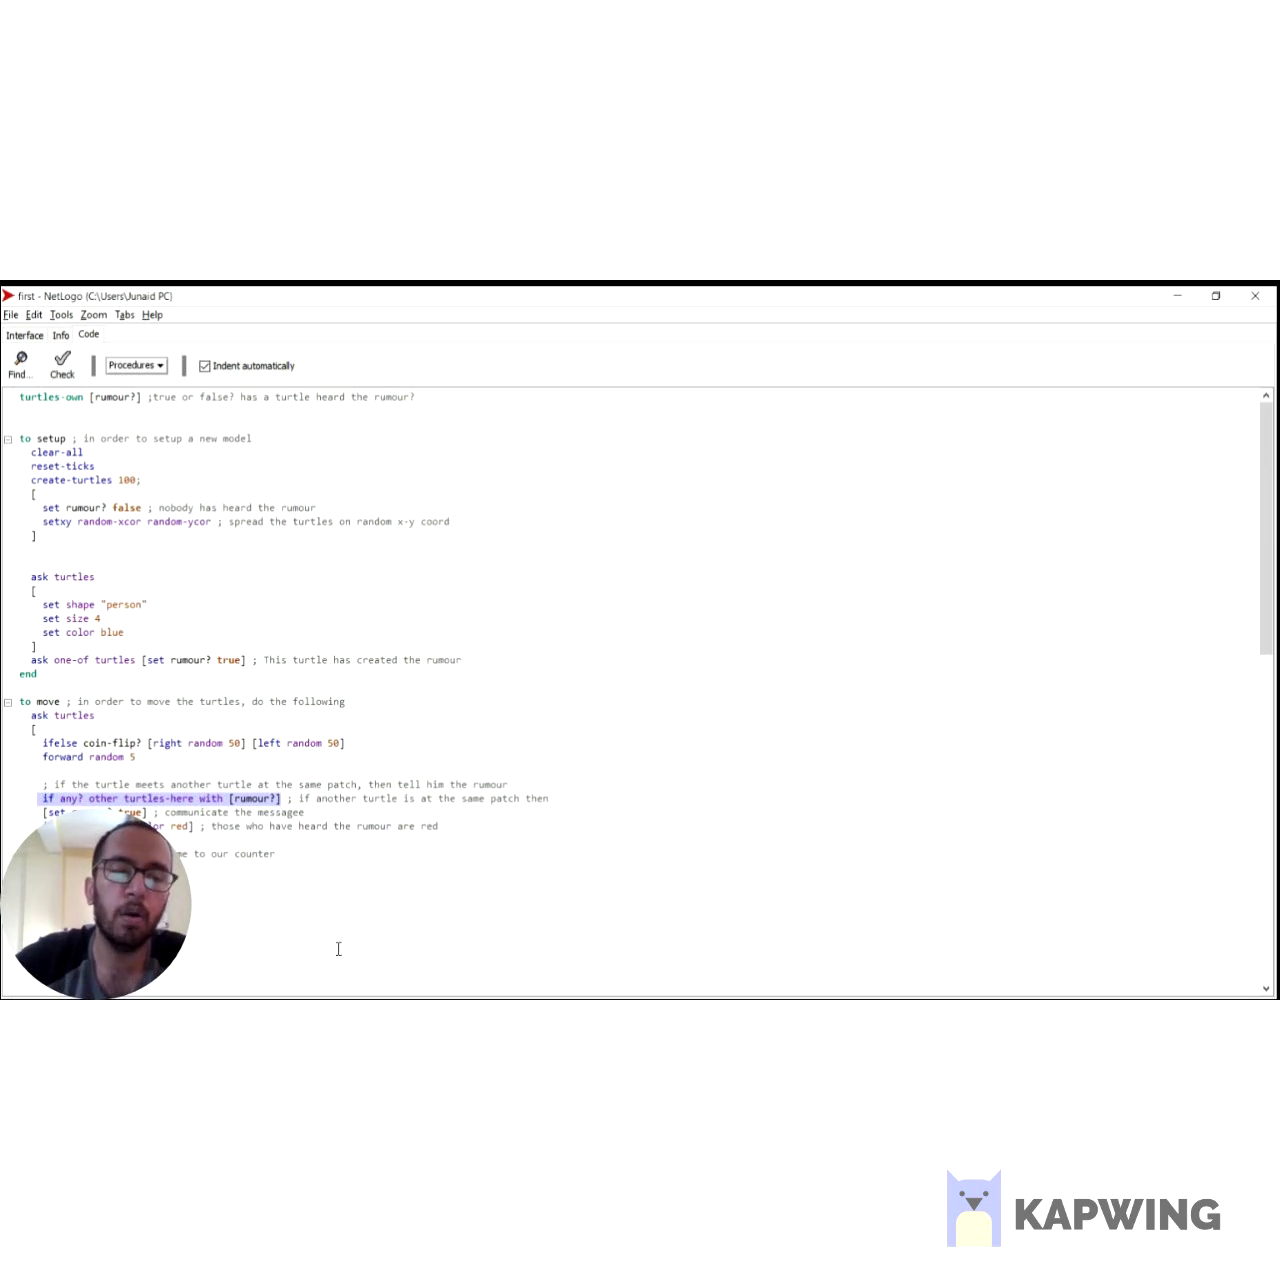 first - NetLogo (C:\Users\Junaid PC)
File Edit Tools Zoom Tabs Help
Interface Info Code
Find... Check Procedures Indent automatically
turtles-own [rumour?] ;true or false? has a turtle heard the rumour?
to setup ; in order to setup a new model
clear-all
reset-ticks
create-turtles 100;
[
set rumour? false ; nobody has heard the rumour
setxy random-xcor random-ycor ; spread the turtles on random x-y coord
]
ask turtles
[
set shape "person"
set size 4
set color blue
]
ask one-of turtles [set rumour? true] ; This turtle has created the rumour
end
to move ; in order to move the turtles, do the following
ask turtles
[
ifelse coin-flip? [right random 50] [left random 50]
forward random 5
; if the turtle meets another turtle at the same patch, then tell him the rumour
if any? other turtles-here with [rumour?] ; if another turtle is at the same patch then
[set true] ; communicate the messagee
red] ; those who have heard the rumour are red
to our counter
KAPWING